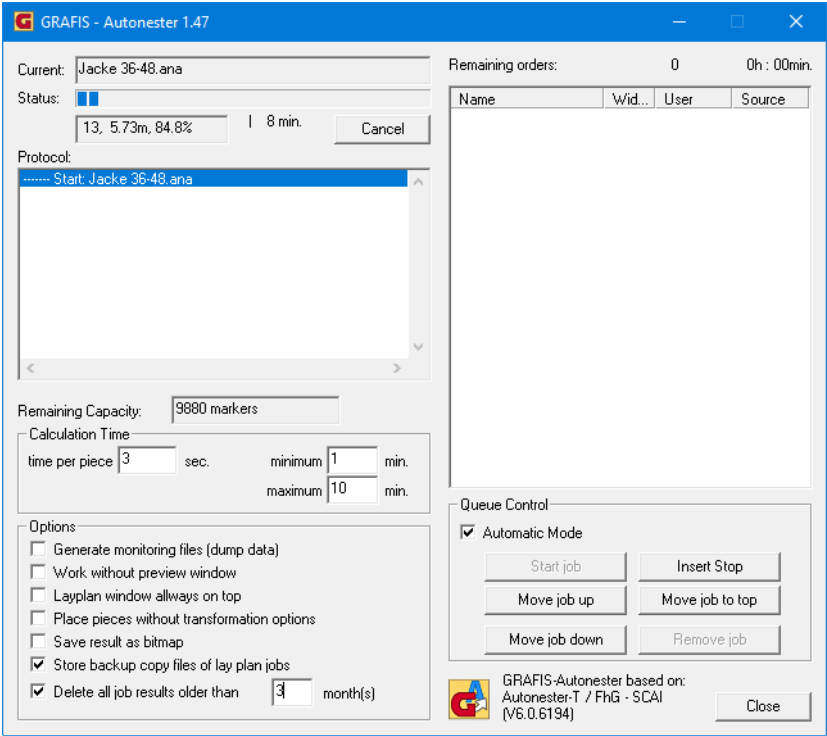 GRAFIS - Autonester 1.47
Current: Jacke 36-48.ana
Status:
13, 5.73m, 84.8% | 8 min. Cancel
Protocol:
------- Start: Jacke 36-48.ana
Remaining Capacity: 9880 markers
Calculation Time
time per piece 3 sec. minimum 1 min.
maximum 10 min.
Options
Generate monitoring files (dump data)
Work without preview window
Layplan window allways on top
Place pieces without transformation options
Save result as bitmap
Store backup copy files of lay plan jobs
Delete all job results older than 3 month(s)
Remaining orders: 0 0h : 00min.
Name Wid... User Source
Queue Control
Automatic Mode
Start job Insert Stop
Move job up Move job to top
Move job down Remove job
GRAFIS-Autonester based on:
Autonester-T / FhG - SCAI
(V6.0.6194)
Close